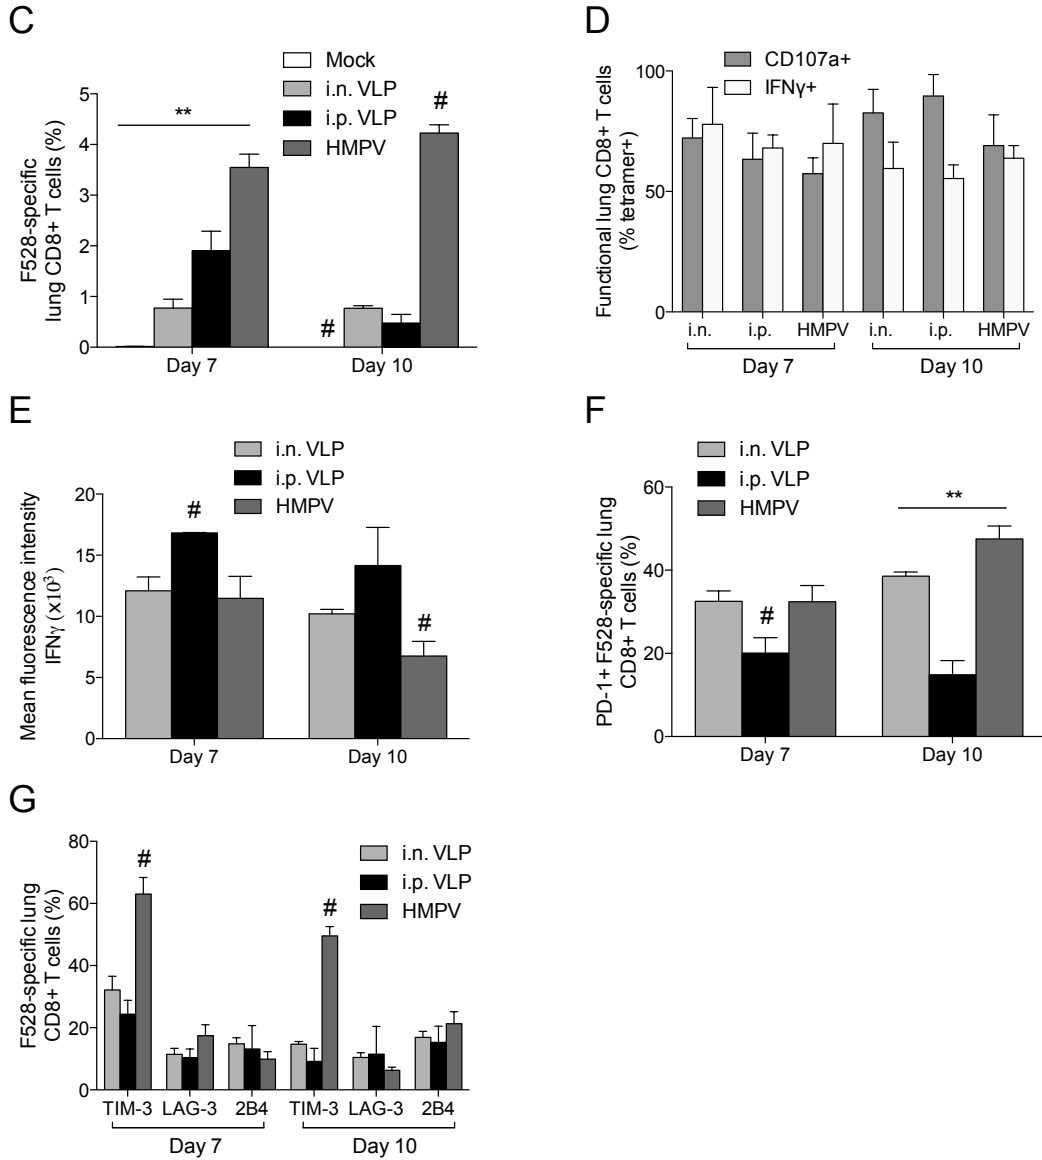 C
Mock
i.n. VLP
i.p. VLP
HMPV
F528-specific
lung CD8+ T cells (%)
5
4
3
2
1
0
**
#
#
Day 7
Day 10
D
CD107a+
IFNγ+
Functional lung CD8+ T cells
(% tetramer+)
100
50
0
i.n.
i.p.
HMPV
i.n.
i.p.
HMPV
Day 7
Day 10
E
i.n. VLP
i.p. VLP
HMPV
Mean fluorescence intensity
IFNγ (x10³)
20
15
10
5
0
#
#
Day 7
Day 10
F
i.n. VLP
i.p. VLP
HMPV
PD-1+ F528-specific lung
CD8+ T cells (%)
60
40
20
0
#
**
Day 7
Day 10
G
i.n. VLP
i.p. VLP
HMPV
F528-specific lung
CD8+ T cells (%)
80
60
40
20
0
#
#
TIM-3
LAG-3
2B4
TIM-3
LAG-3
2B4
Day 7
Day 10